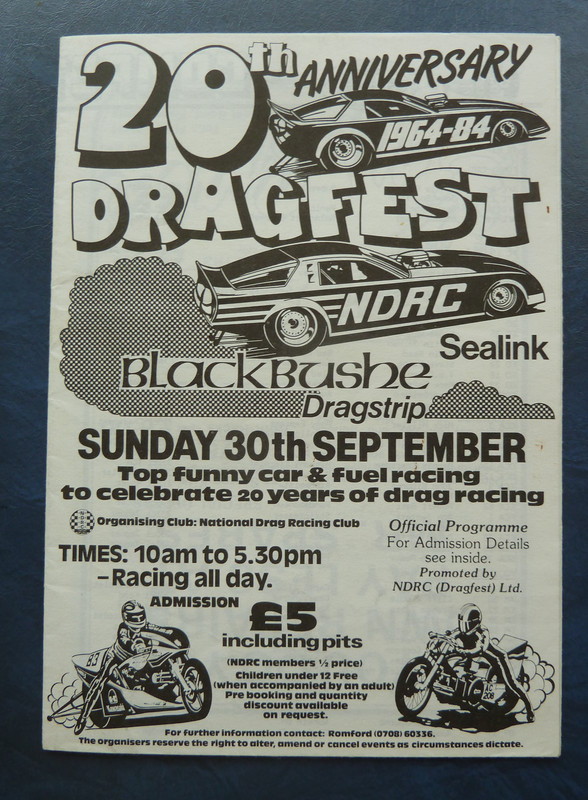 20th ANNIVERSARY
1964-84
DRAGFEST
NDRC
Sealink
BlackBushe
Dragstrip
SUNDAY 30th SEPTEMBER
Top funny car & fuel racing
to celebrate 20 years of drag racing
Organising Club: National Drag Racing Club
Official Programme
For Admission Details
see inside.
Promoted by
NDRC (Dragfest) Ltd.
TIMES: 10am to 5.30pm
–Racing all day.
ADMISSION £5
including pits
(NDRC members ½ price)
Children under 12 Free
(when accompanied by an adult)
Pre booking and quantity
discount available
on request.
For further information contact: Romford (0708) 60336.
The organisers reserve the right to alter, amend or cancel events as circumstances dictate.